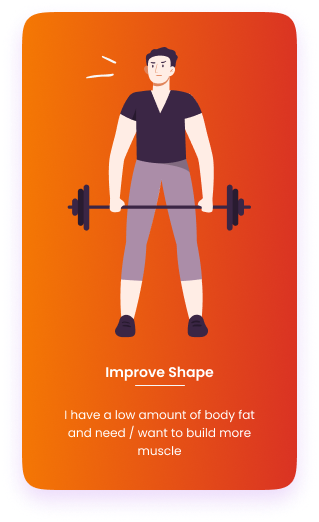 Improve Shape
I have a low amount of body fat
and need / want to build more
muscle